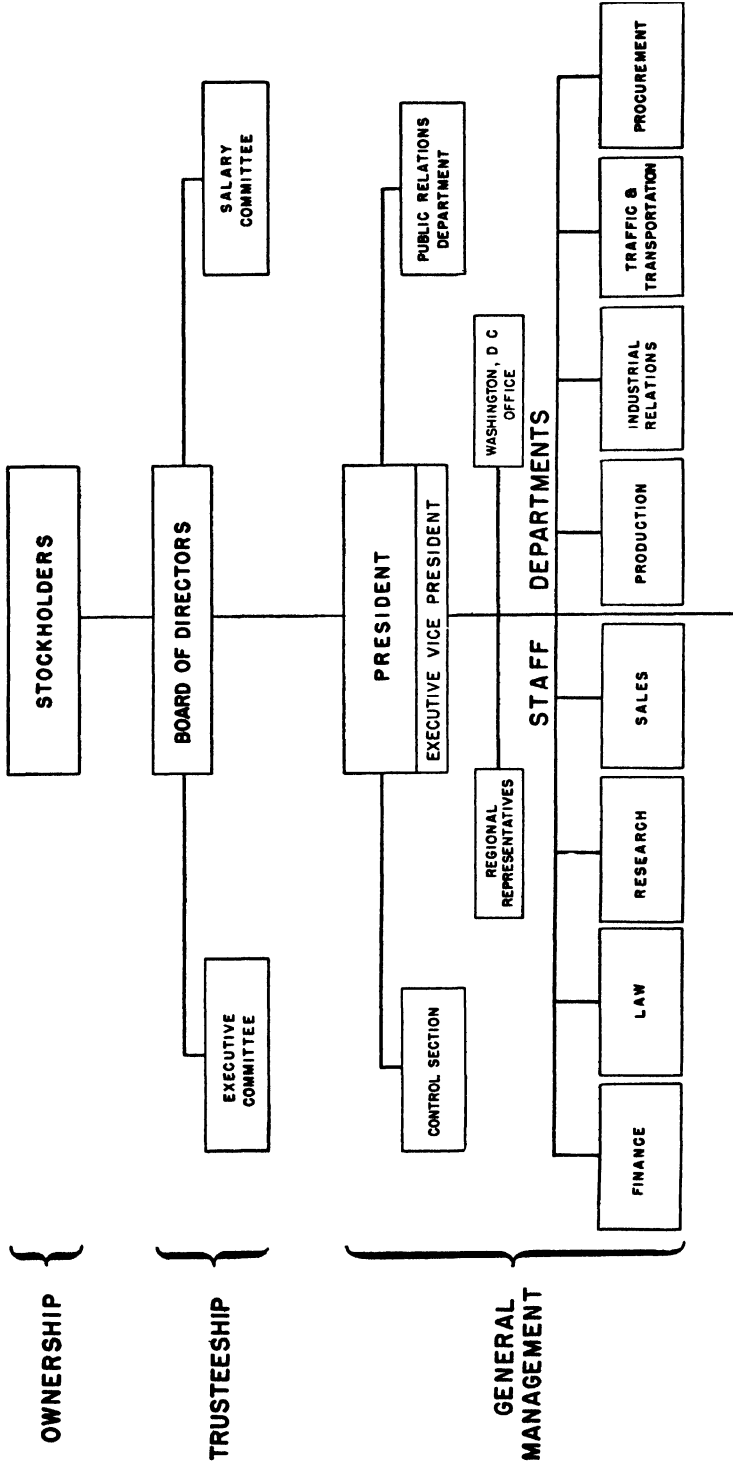 OWNERSHIP
STOCKHOLDERS
TRUSTEESHIP
BOARD OF DIRECTORS
EXECUTIVE
COMMITTEE
SALARY
COMMITTEE
GENERAL
MANAGEMENT
PRESIDENT
EXECUTIVE VICE PRESIDENT
CONTROL SECTION
PUBLIC RELATIONS
DEPARTMENT
REGIONAL
REPRESENTATIVES
WASHINGTON, D C
OFFICE
STAFF DEPARTMENTS
FINANCE
LAW
RESEARCH
SALES
PRODUCTION
INDUSTRIAL
RELATIONS
TRAFFIC &
TRANSPORTATION
PROCUREMENT